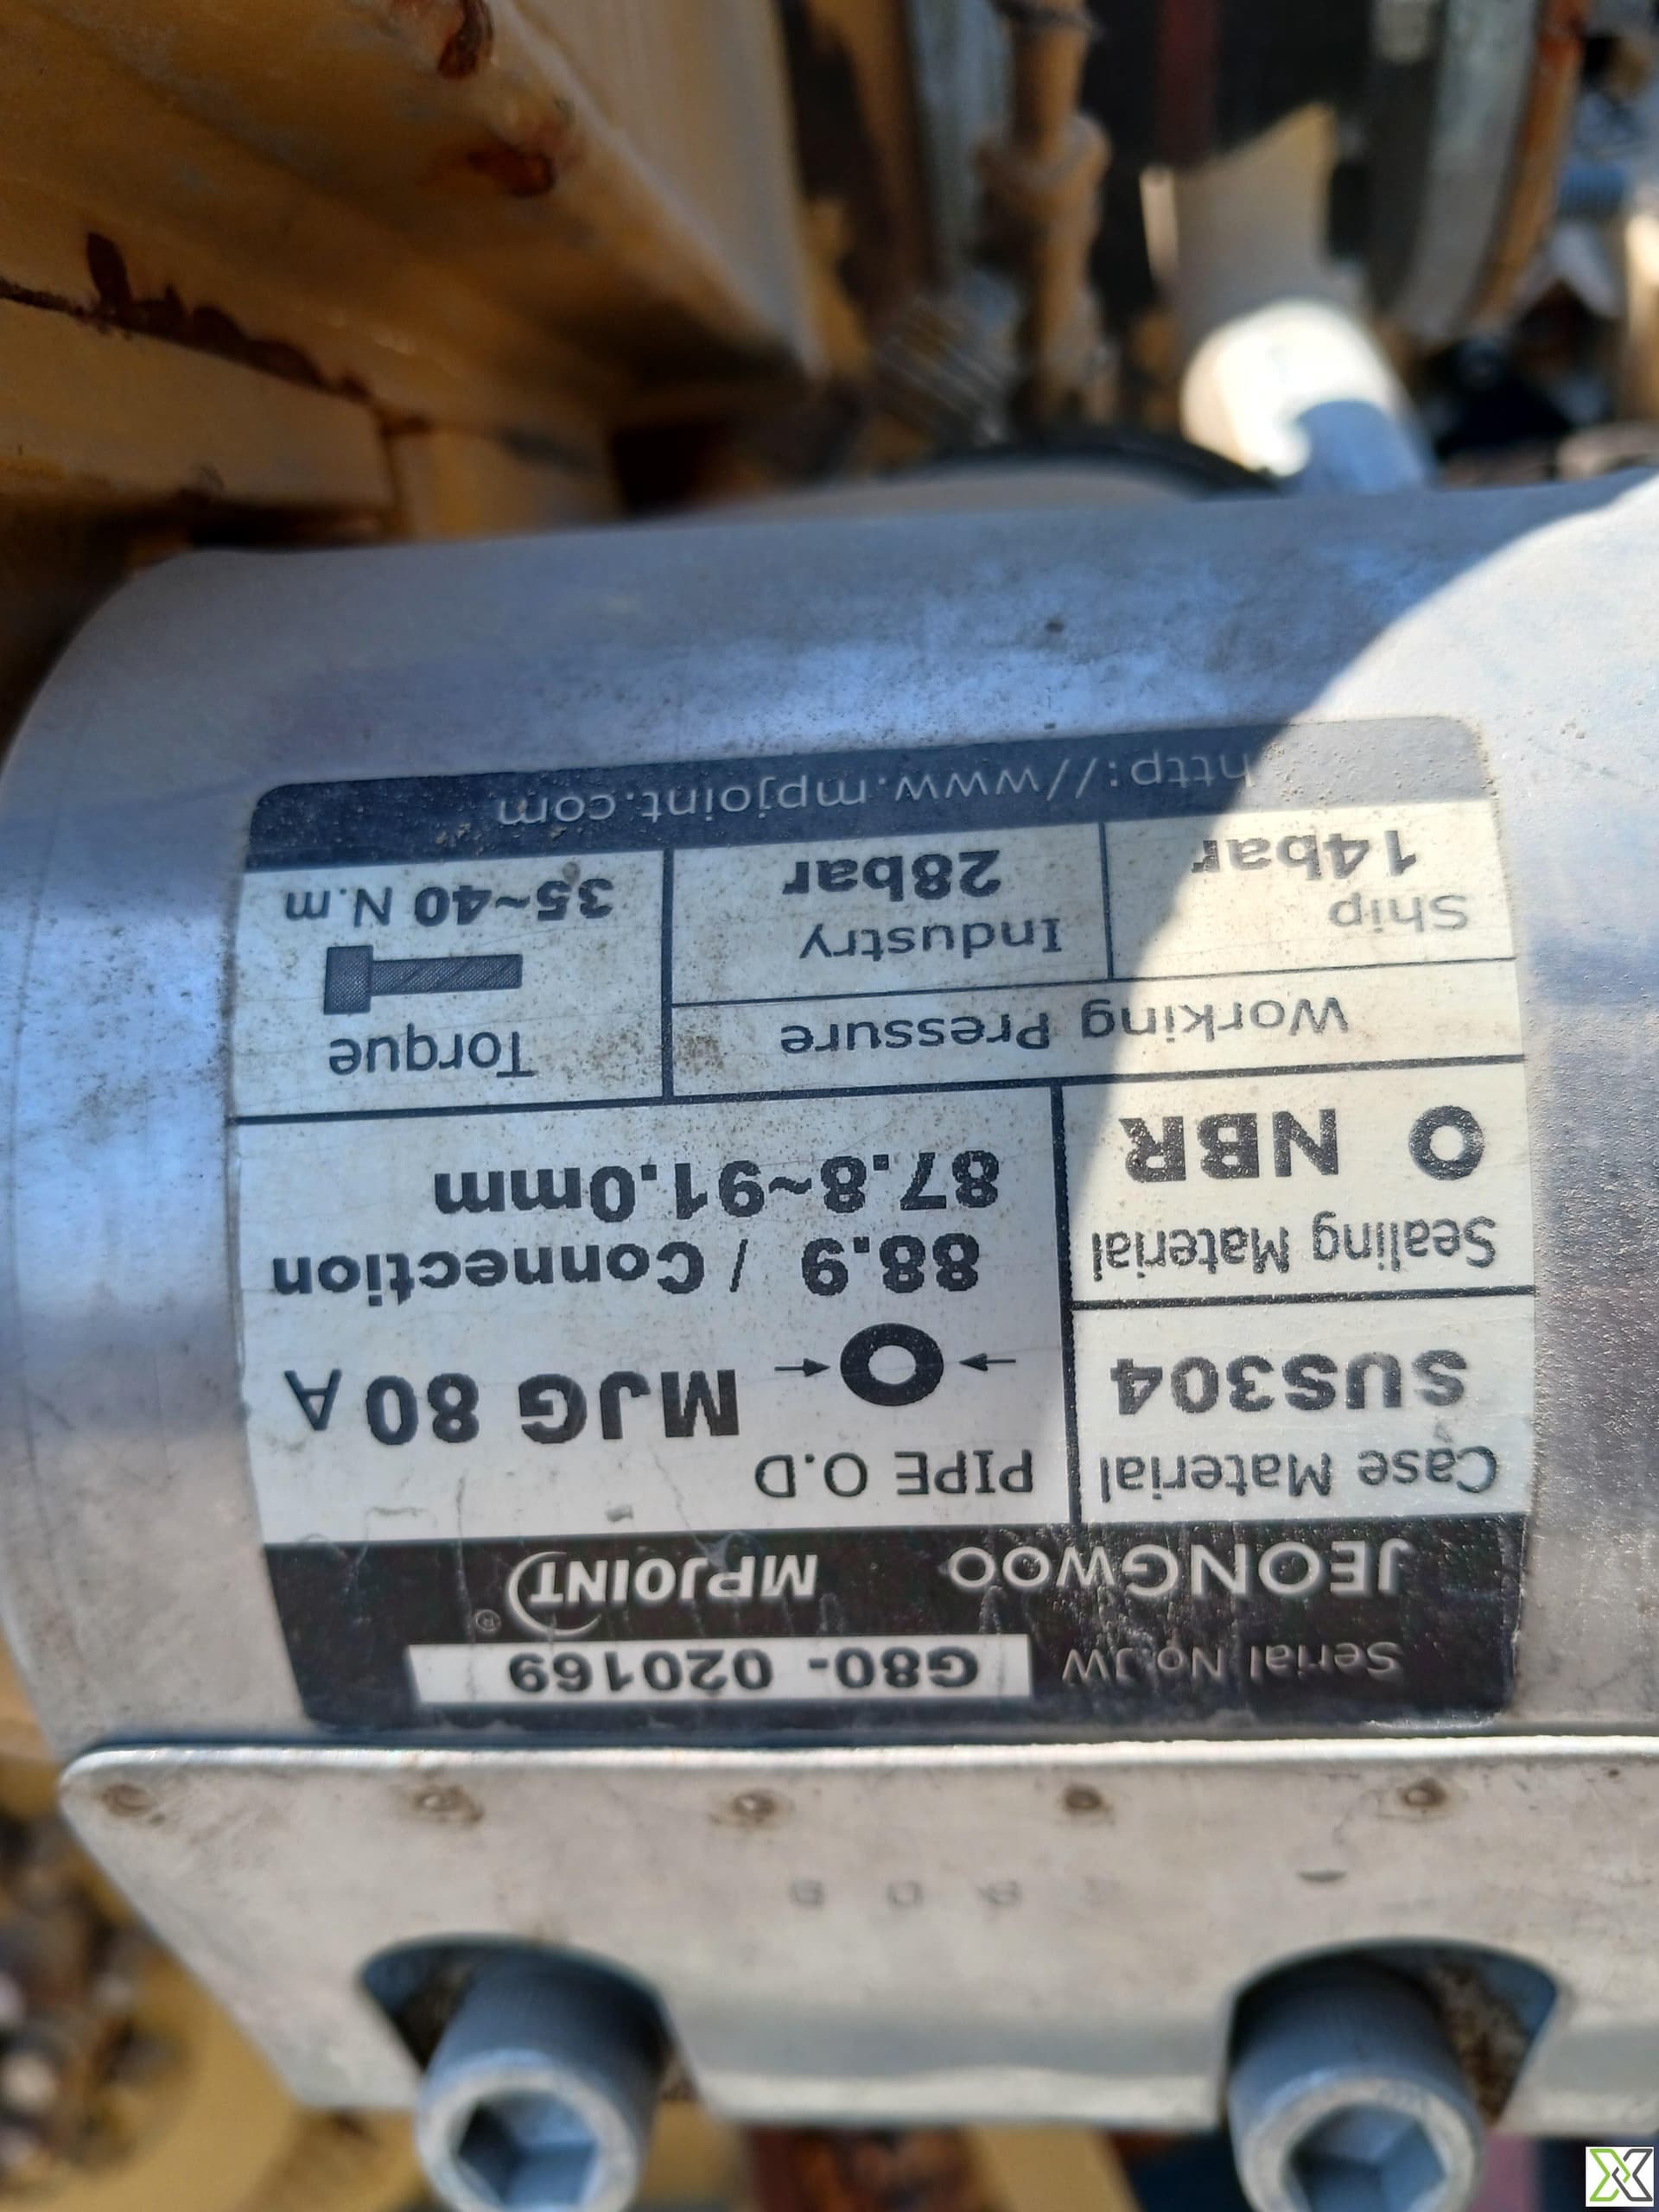 Serial No.JW G80- 020169
JEONGWOO MPJOINT®
Case Material
SUS304
Sealing Material
O NBR
PIPE O.D
MJG 80 A
88.9 / Connection
87.8~91.0mm
Working Pressure
Ship
14bar
Industry
28bar
Torque
35~40 N.m
http://www.mpjoint.com